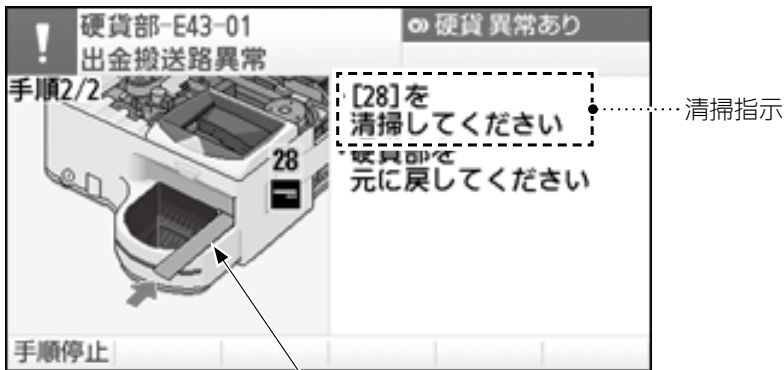 硬貨部-E43-01
出金搬送路異常
硬貨 異常あり
手順2/2
28
・[28]を
清掃してください
・硬貨部を
元に戻してください
清掃指示
手順停止